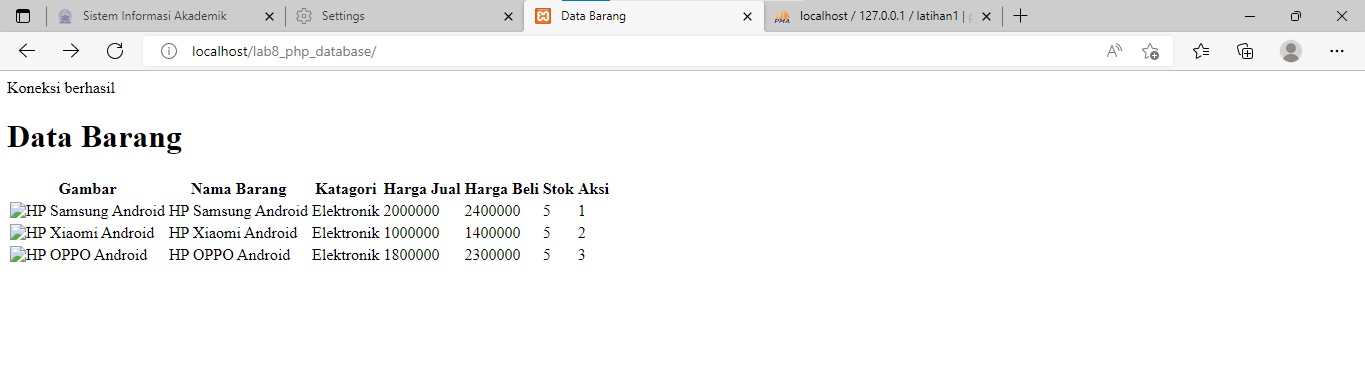 Sistem Informasi Akademik
Settings
Data Barang
PMA
localhost / 127.0.0.1 / latihan1 |
localhost/lab8_php_database/
Koneksi berhasil
Data Barang
Gambar Nama Barang Katagori Harga Jual Harga Beli Stok Aksi
HP Samsung Android HP Samsung Android Elektronik 2000000 2400000 5 1
HP Xiaomi Android HP Xiaomi Android Elektronik 1000000 1400000 5 2
HP OPPO Android HP OPPO Android Elektronik 1800000 2300000 5 3